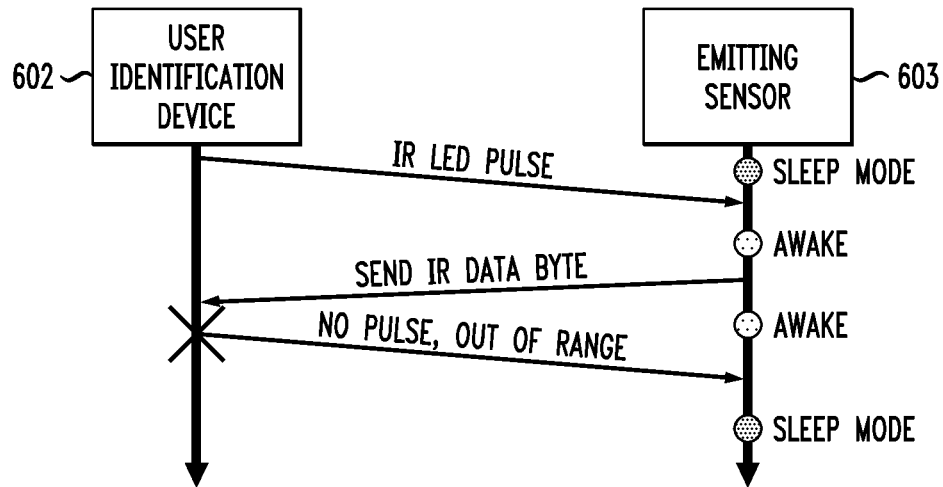 USER
IDENTIFICATION
DEVICE
602
EMITTING
SENSOR
603
IR LED PULSE
SLEEP MODE
AWAKE
SEND IR DATA BYTE
AWAKE
NO PULSE, OUT OF RANGE
SLEEP MODE